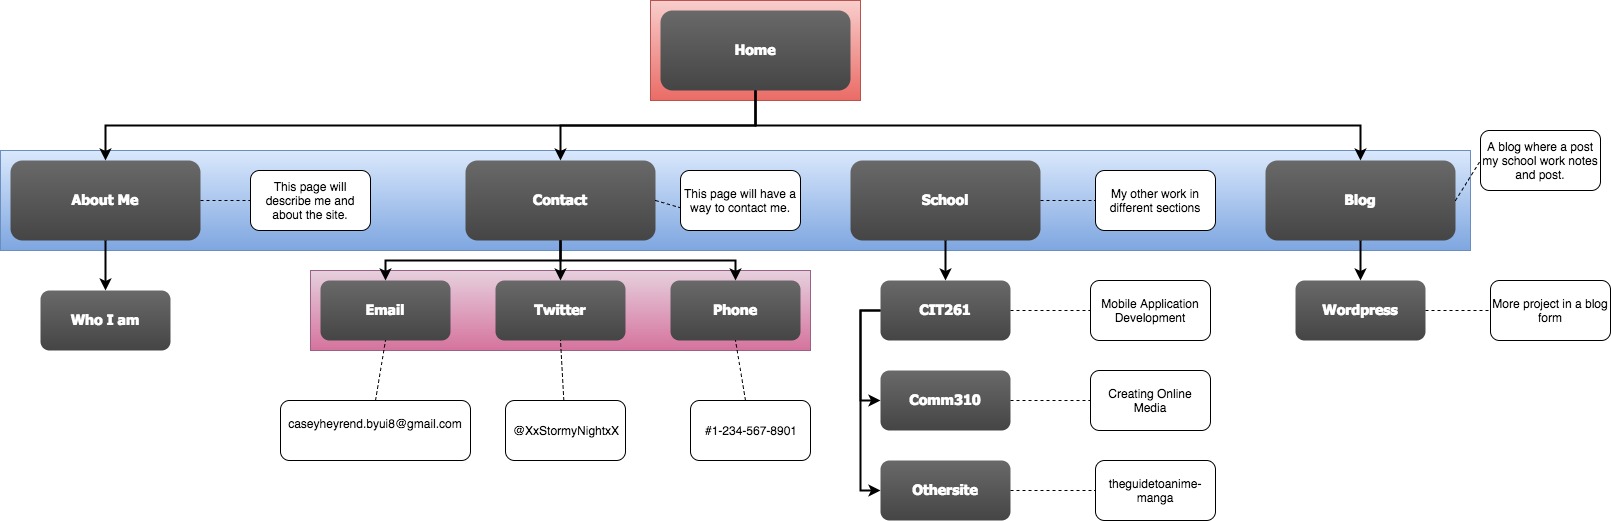 Home
About Me
This page will
describe me and
about the site.
Contact
This page will have a
way to contact me.
School
My other work in
different sections
Blog
A blog where a post
my school work notes
and post.
Who I am
Email
Twitter
Phone
CIT261
Mobile Application
Development
Wordpress
More project in a blog
form
caseyheyrend.byui8@gmail.com
@XxStormyNightxX
#1-234-567-8901
Comm310
Creating Online
Media
Othersite
theguidetoanime-
manga